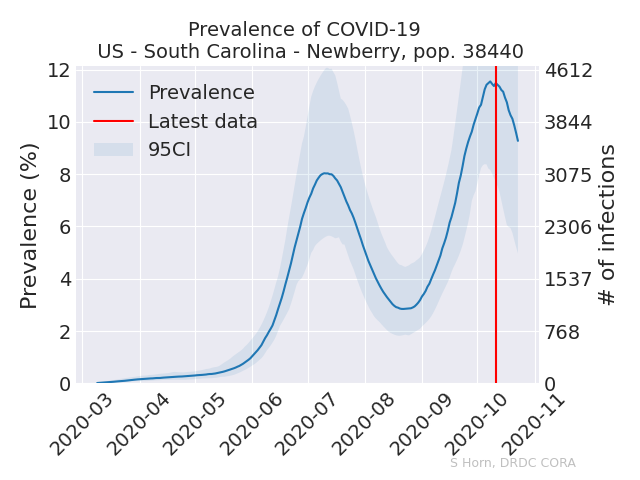 Prevalence of COVID-19
US - South Carolina - Newberry, pop. 38440
Prevalence
Latest data
95CI
Prevalence (%)
12
10
8
6
4
2
0
4612
3844
3075
2306
1537
768
0
# of infections
2020-03
2020-04
2020-05
2020-06
2020-07
2020-08
2020-09
2020-10
2020-11
S Horn, DRDC CORA